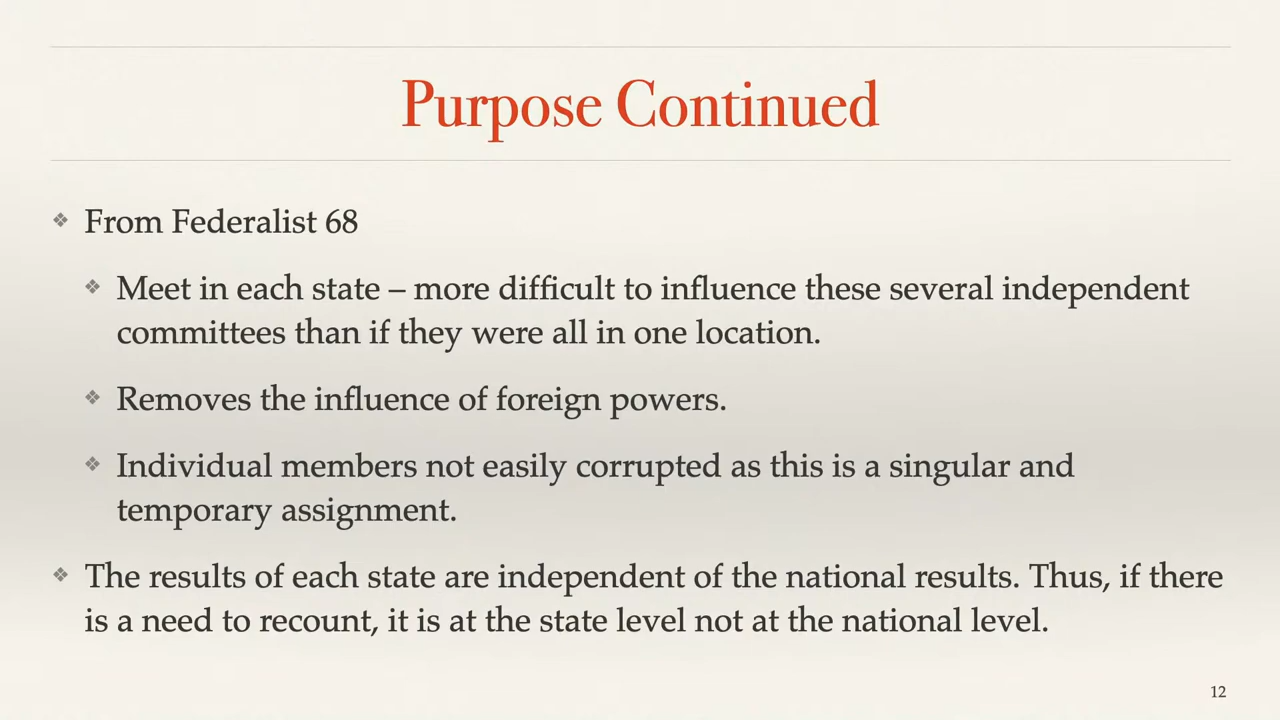 Purpose Continued
❖ From Federalist 68
❖ Meet in each state – more difficult to influence these several independent
committees than if they were all in one location.
❖ Removes the influence of foreign powers.
❖ Individual members not easily corrupted as this is a singular and
temporary assignment.
❖ The results of each state are independent of the national results. Thus, if there
is a need to recount, it is at the state level not at the national level.
12